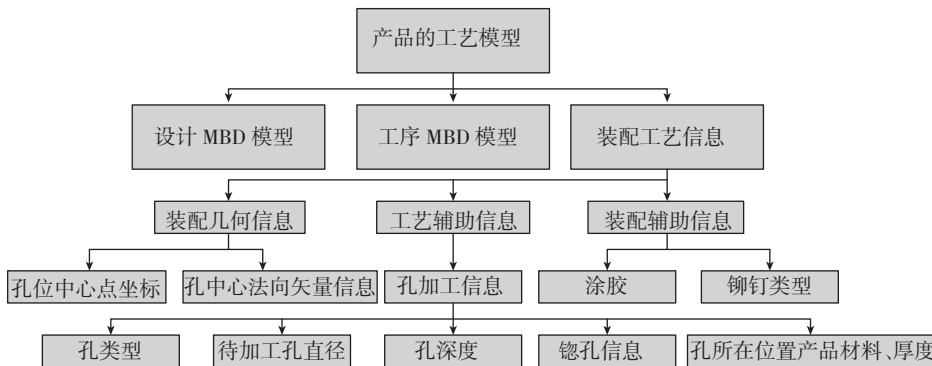 产品的工艺模型
设计 MBD 模型
工序 MBD 模型
装配工艺信息
装配几何信息
工艺辅助信息
装配辅助信息
孔位中心点坐标
孔中心法向矢量信息
孔加工信息
涂胶
铆钉类型
孔类型
待加工孔直径
孔深度
锪孔信息
孔所在位置产品材料、厚度